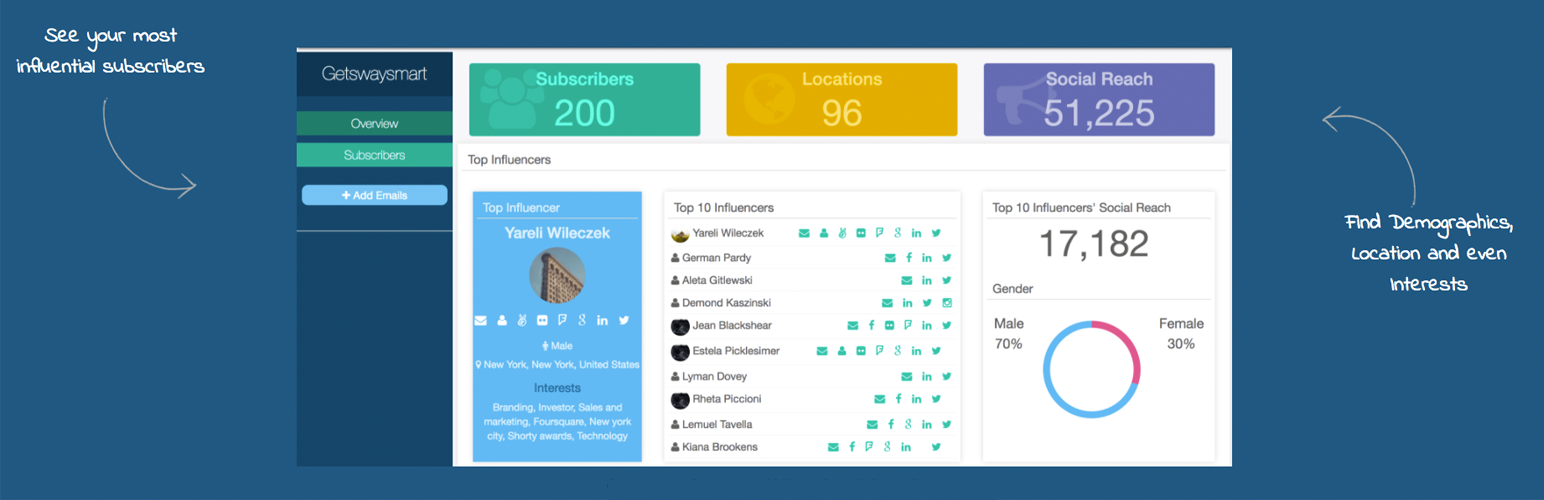 See your most
influential subscribers
Getswaysmart
Overview
Subscribers
+ Add Emails
Subscribers
200
Locations
96
Social Reach
51,225
Top Influencers
Top Influencer
Yareli Wileczek
Male
New York, New York, United States
Interests
Branding, Investor, Sales and
marketing, Foursquare, New york
city, Shorty awards, Technology
Top 10 Influencers
Yareli Wileczek
German Pardy
Aleta Gitlewski
Demond Kaszinski
Jean Blackshear
Estela Picklesimer
Lyman Dovey
Rheta Piccioni
Lemuel Tavella
Kiana Brookens
Top 10 Influencers' Social Reach
17,182
Gender
Male
70%
Female
30%
Find Demographics,
Location and even
Interests